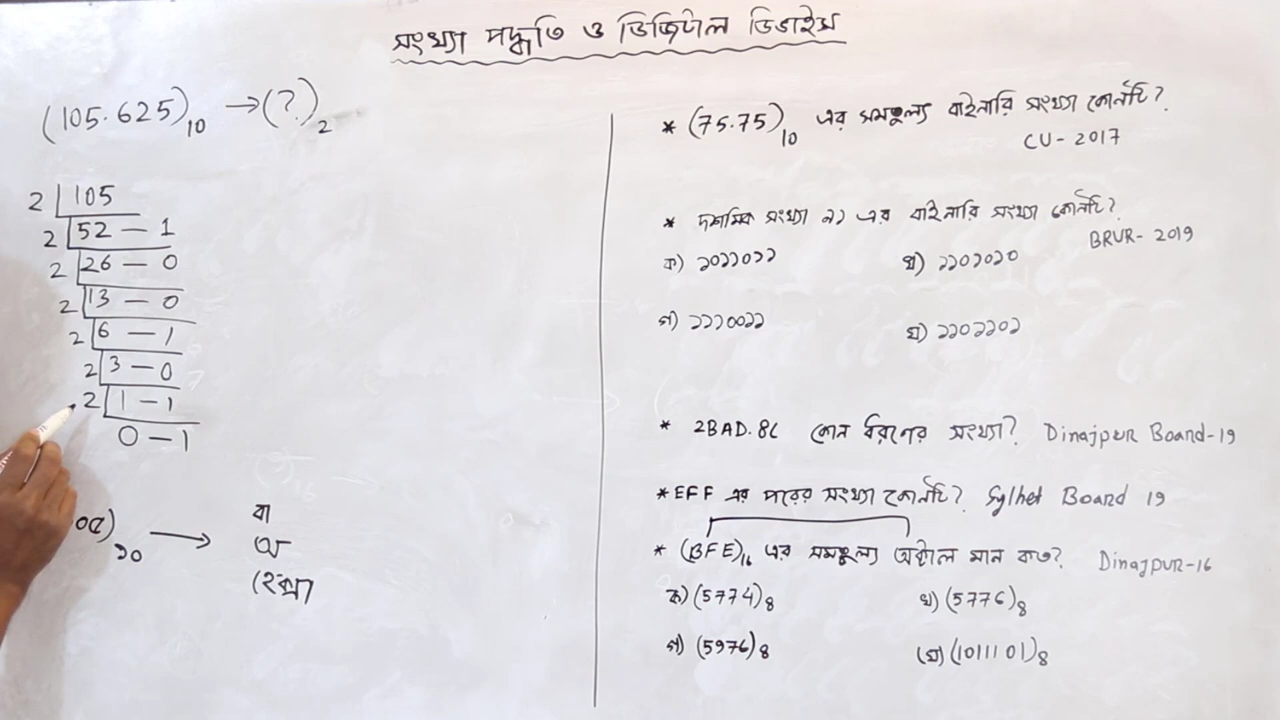 সংখ্যা পদ্ধতি ও ডিজিটাল ডিভাইস
(105.625)₁₀ → (?)₂
2 | 105
2 | 52 — 1
2 | 26 — 0
2 | 13 — 0
2 | 6 — 1
2 | 3 — 0
2 | 1 — 1
0 — 1
০৫)₁₀ → বা
অ
হেক্সা
* (75.75)₁₀ এর সমতুল্য বাইনারি সংখ্যা কোনটি?
CU - 2017
* দশমিক সংখ্যা ৯১ এর বাইনারি সংখ্যা কোনটি?
BRUR - 2019
ক) ১০১১০১১ খ) ১১০১০১০
গ) ১১১০০১১ ঘ) ১১০১১০১
* 2BAD.8C কোন ধরণের সংখ্যা? Dinajpur Board-19
* EFF এর পরের সংখ্যা কোনটি? Sylhet Board 19
* (BFE)₁₆ এর সমতুল্য অক্টাল মান কত? Dinajpur-16
ক) (5774)₈ খ) (5776)₈
গ) (5976)₈ (ঘ) (1011101)₈